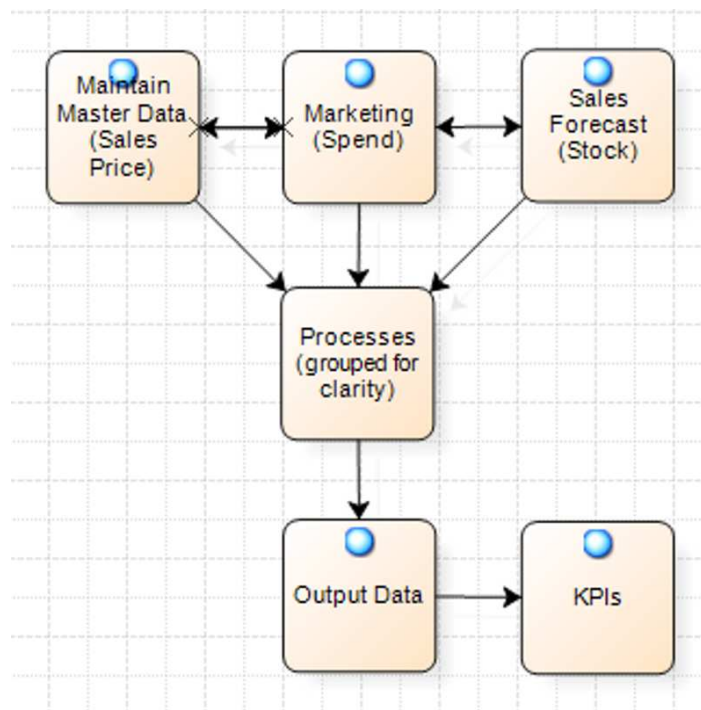 Maintain
Master Data
(Sales
Price)
Marketing
(Spend)
Sales
Forecast
(Stock)
Processes
(grouped for
clarity)
Output Data
KPIs